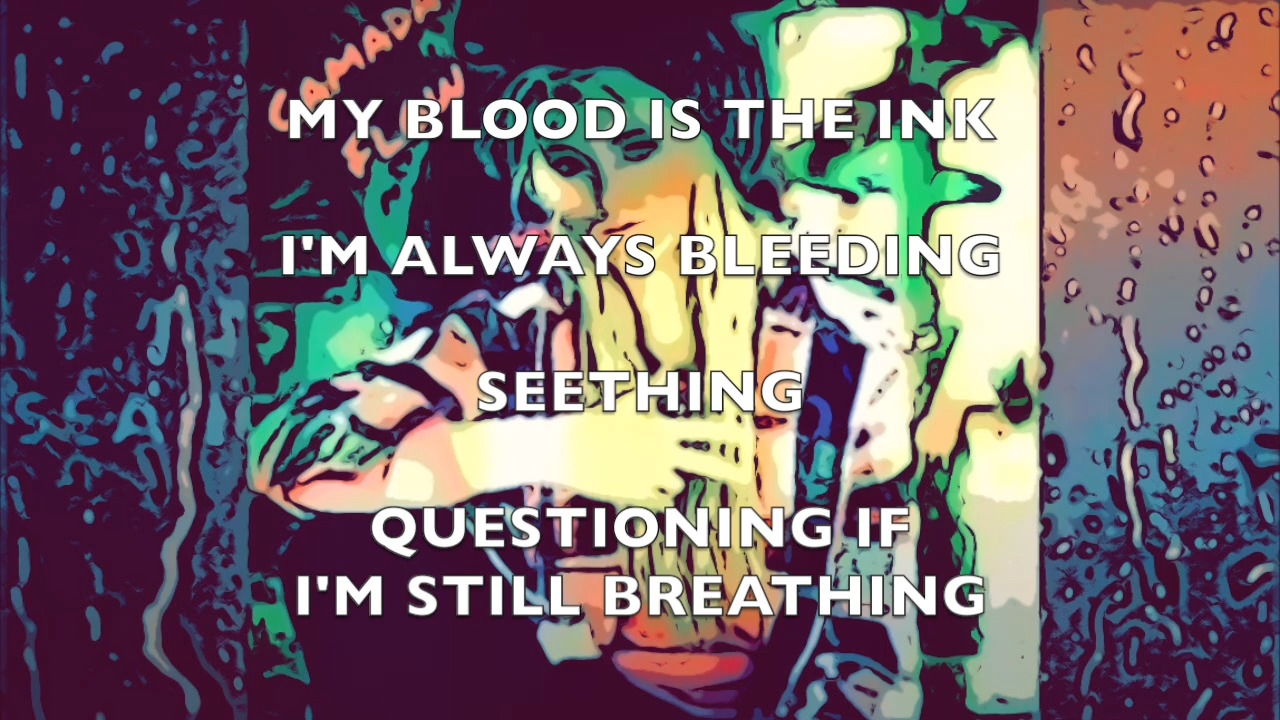 MY BLOOD IS THE INK
I'M ALWAYS BLEEDING
SEETHING
QUESTIONING IF
I'M STILL BREATHING